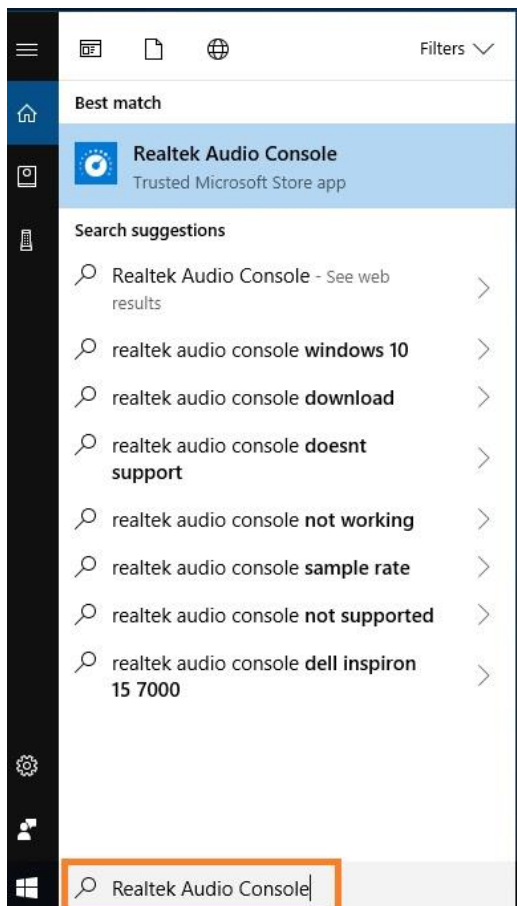 Filters
Best match
Realtek Audio Console
Trusted Microsoft Store app
Search suggestions
Realtek Audio Console - See web
results
realtek audio console windows 10
realtek audio console download
realtek audio console doesnt
support
realtek audio console not working
realtek audio console sample rate
realtek audio console not supported
realtek audio console dell inspiron
15 7000
Realtek Audio Console